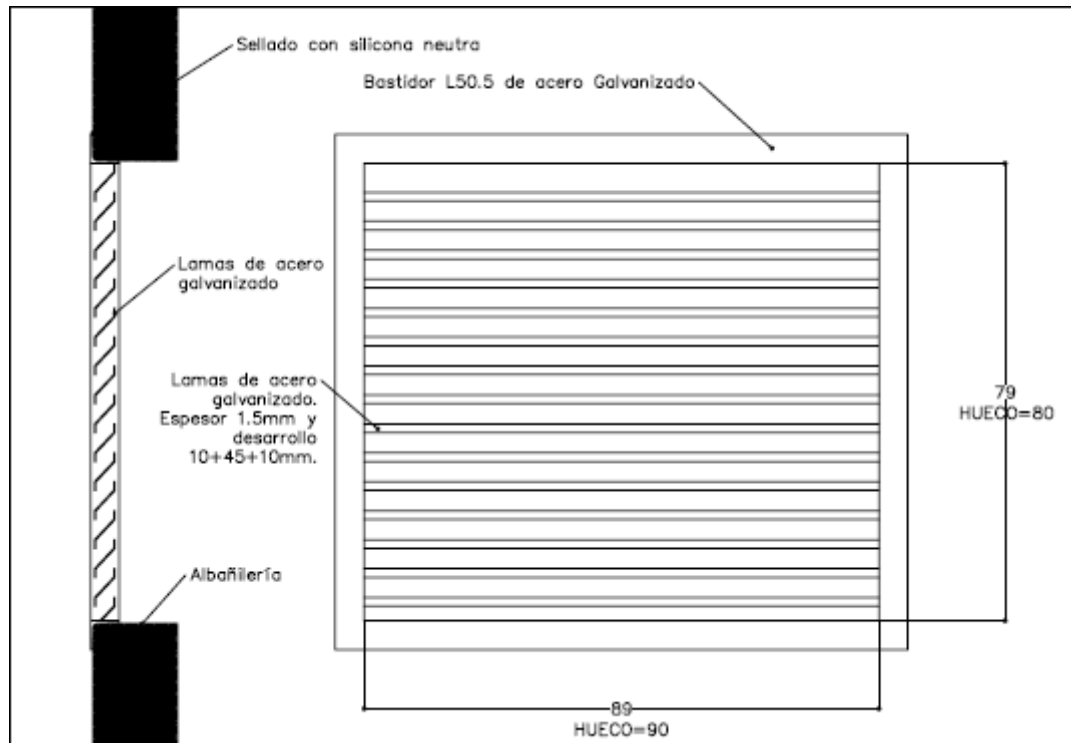 Sellado con silicona neutra
Bastidor L50.5 de acero Galvanizado
Lamas de acero
galvanizado
Lamas de acero
galvanizado.
Espesor 1.5mm y
desarrollo
10+45+10mm.
79
HUECO=80
Albañilería
89
HUECO=90